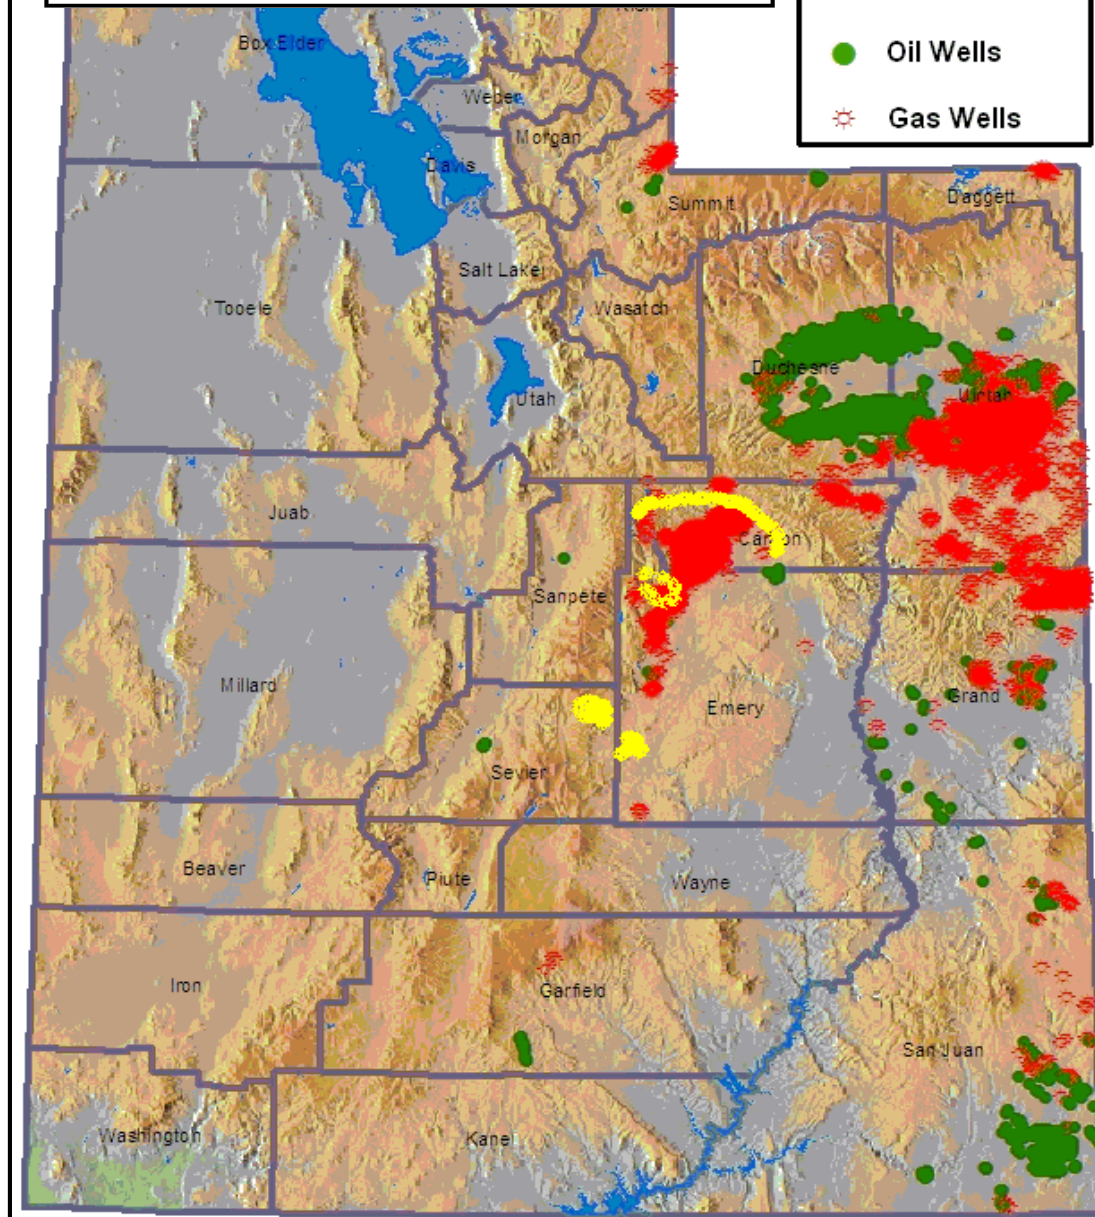 Box Elder
Rich
Oil Wells
Weber
Gas Wells
Morgan
Davis
Summit
Daggett
Salt Lake
Tooele
Wasatch
Duchesne
Uintah
Utah
Juab
Carbon
Sanpete
Millard
Emery
Grand
Sevier
Beaver
Piute
Wayne
Iron
Garfield
San Juan
Washington
Kane